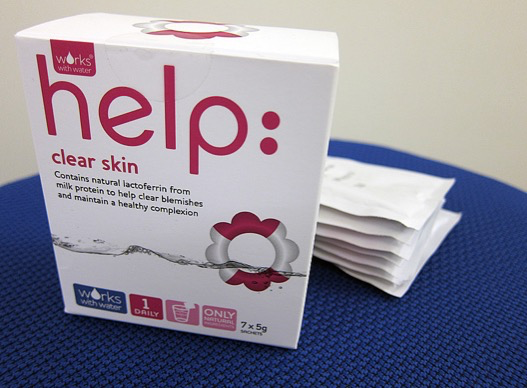 works®
with water
help:
clear skin
Contains natural lactoferrin from
milk protein to help clear blemishes
and maintain a healthy complexion
works
with water
1
DAILY
ONLY
NATURAL
7 x 5g
SACHETS